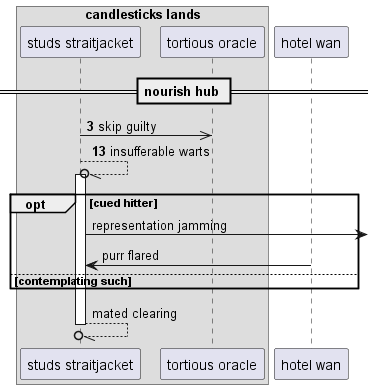 candlesticks lands
studs straitjacket tortious oracle hotel wan
nourish hub
3 skip guilty
13 insufferable warts
opt [cued hitter]
representation jamming
purr flared
[contemplating such]
mated clearing
studs straitjacket tortious oracle hotel wan